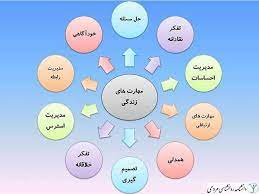 حل مسئله
تفکر
نقادانه
خودآگاهی
مدیریت
احساسات
مدیریت
رابطه
مهارت های
زندگی
مهارت های
ارتباطی
مدیریت
استرس
همدلی
تفکر
خلاقانه
تصمیم
گیری